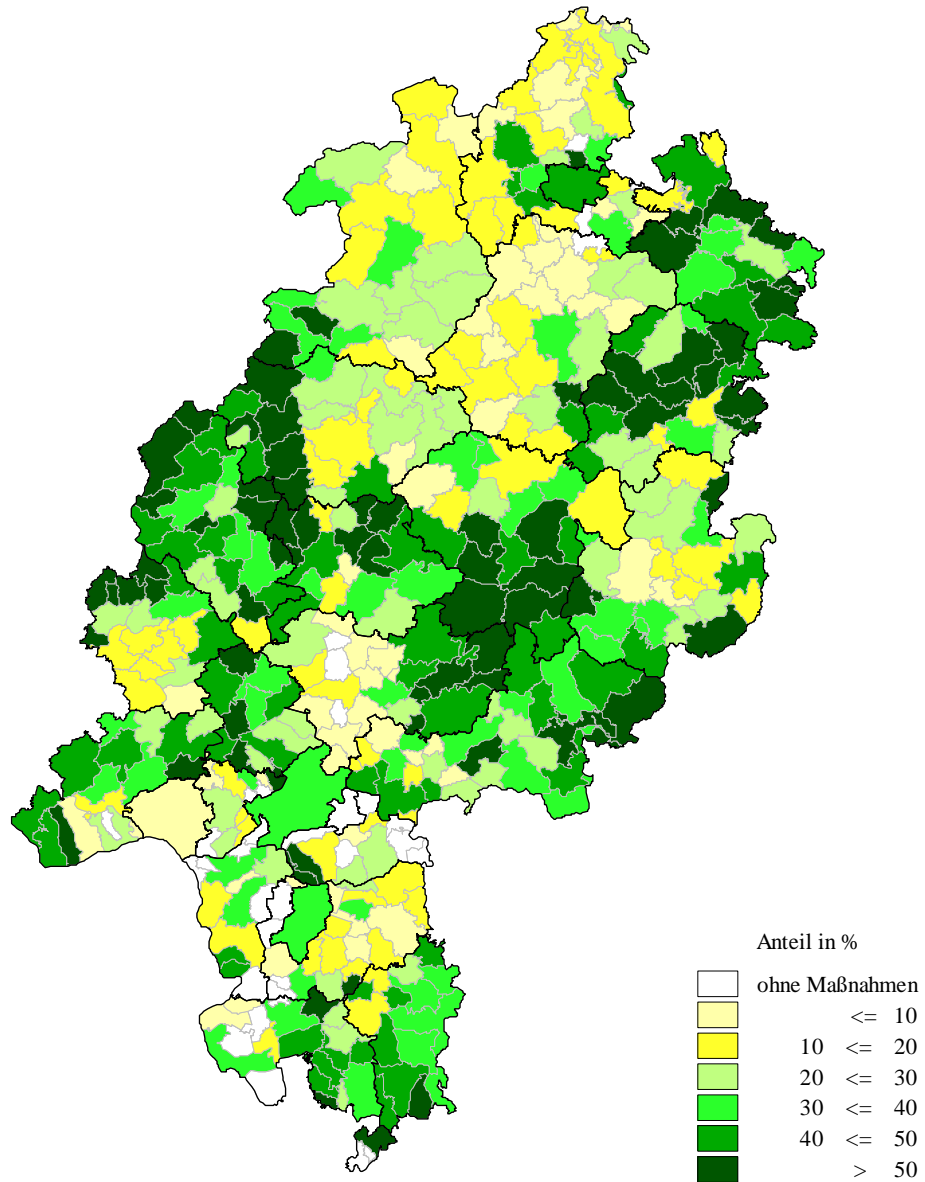 Anteil in %
ohne Maßnahmen
<= 10
10 <= 20
20 <= 30
30 <= 40
40 <= 50
> 50